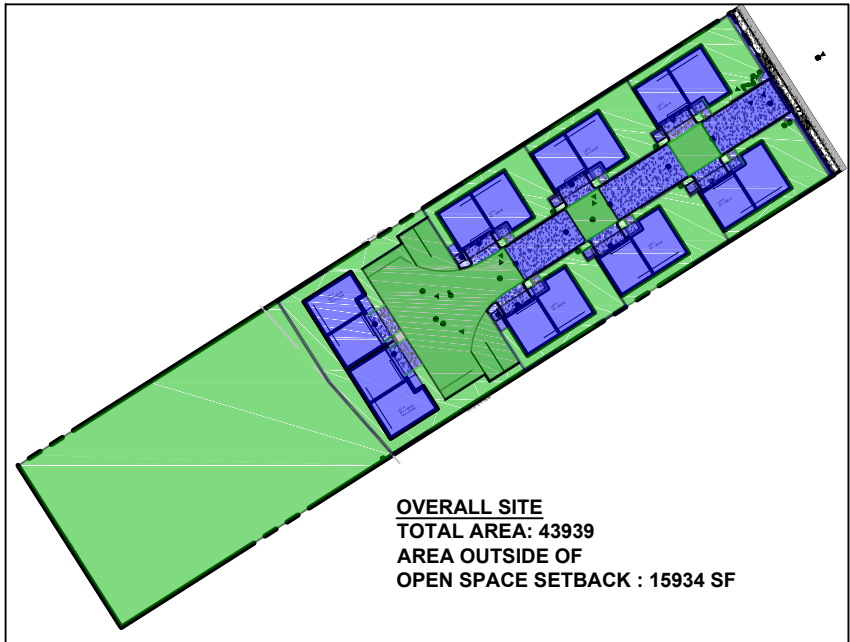 OVERALL SITE
TOTAL AREA: 43939
AREA OUTSIDE OF
OPEN SPACE SETBACK : 15934 SF